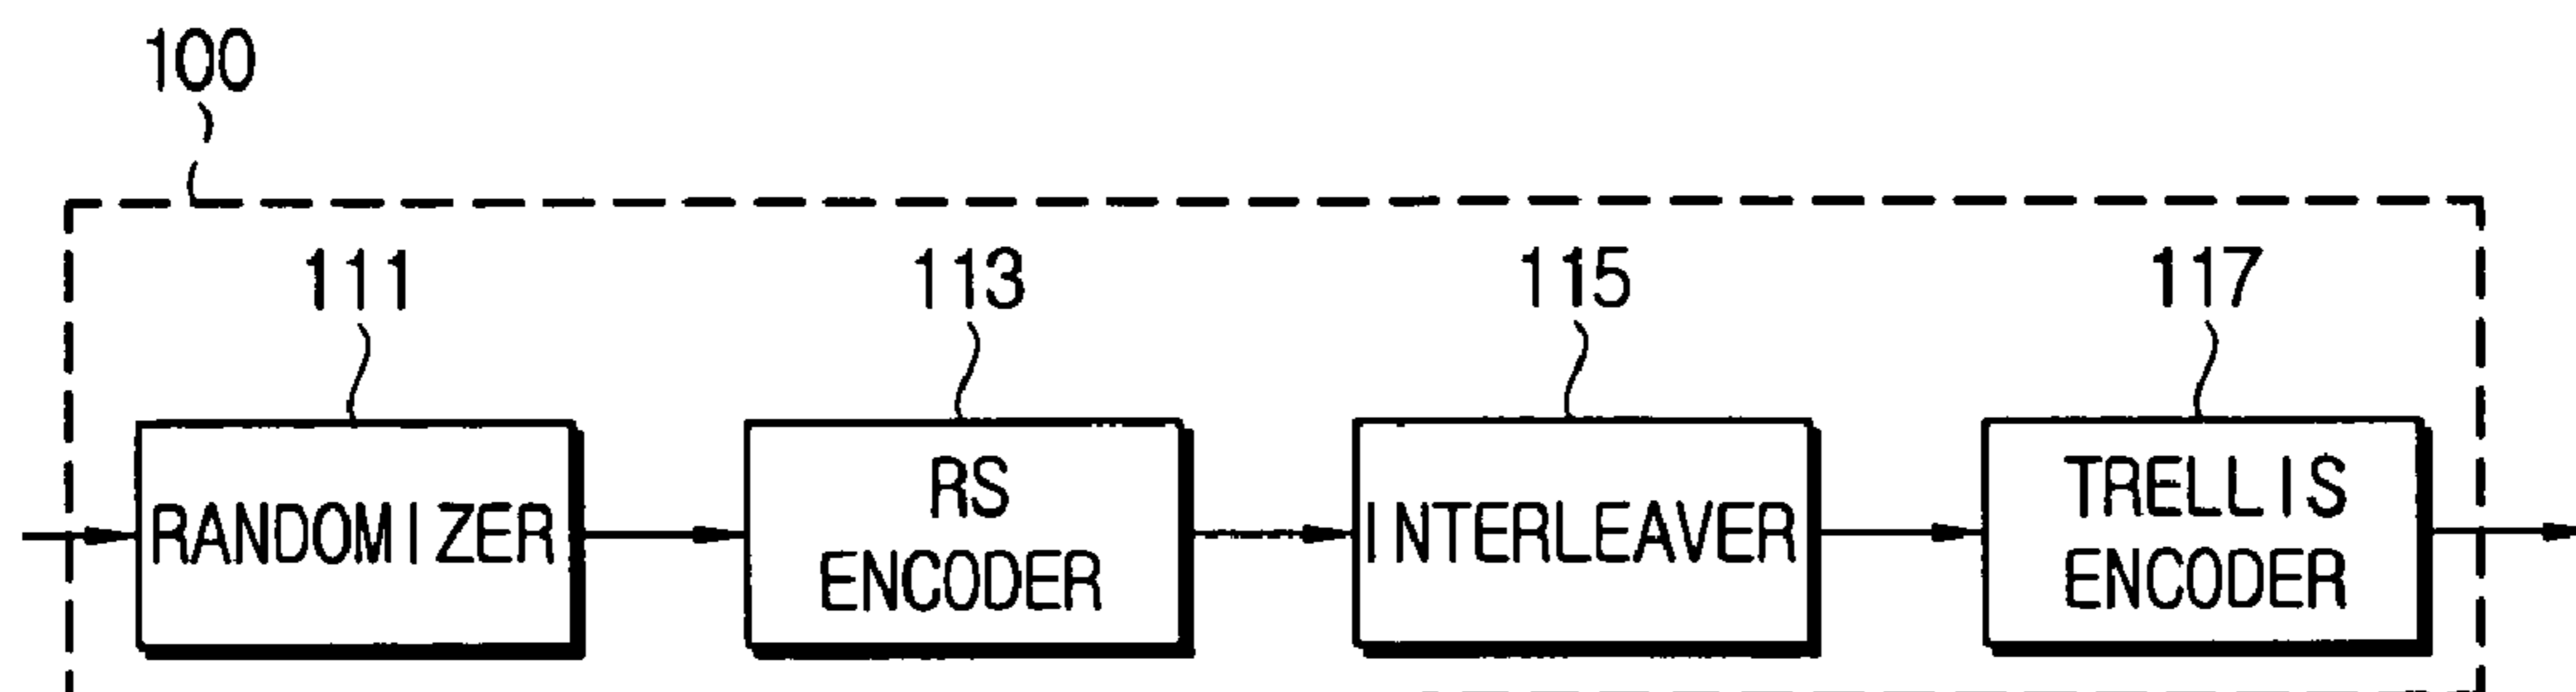 100
111
113
115
117
RANDOMIZER
RS
ENCODER
INTERLEAVER
TRELLIS
ENCODER